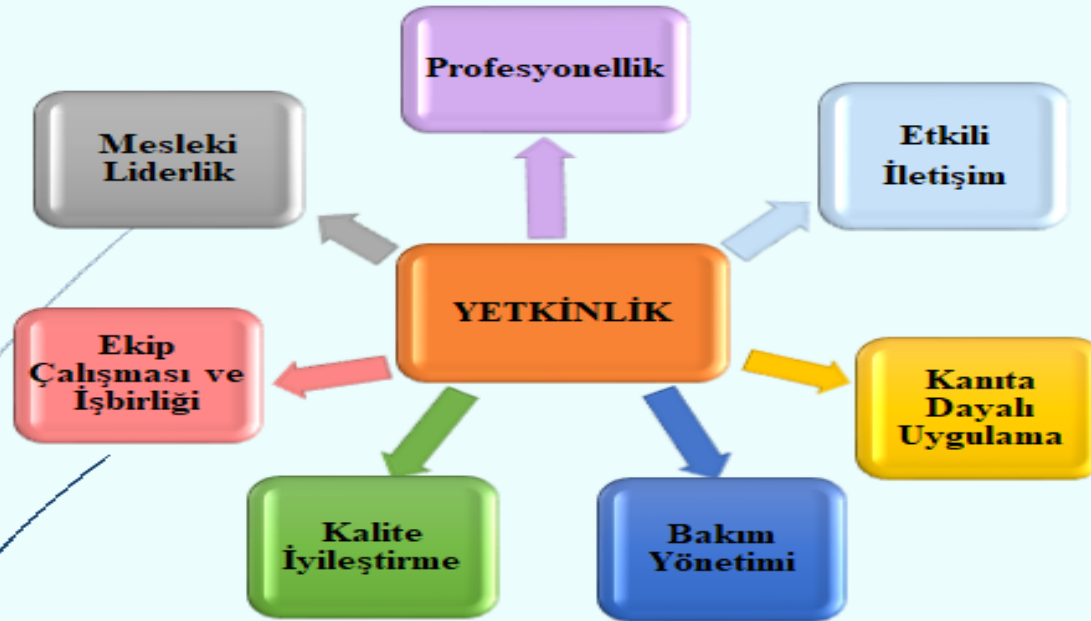 Profesyonellik
Mesleki
Liderlik
Etkili
İletişim
YETKİNLİK
Ekip
Çalışması ve
İşbirliği
Kanıta
Dayalı
Uygulama
Kalite
İyileştirme
Bakım
Yönetimi